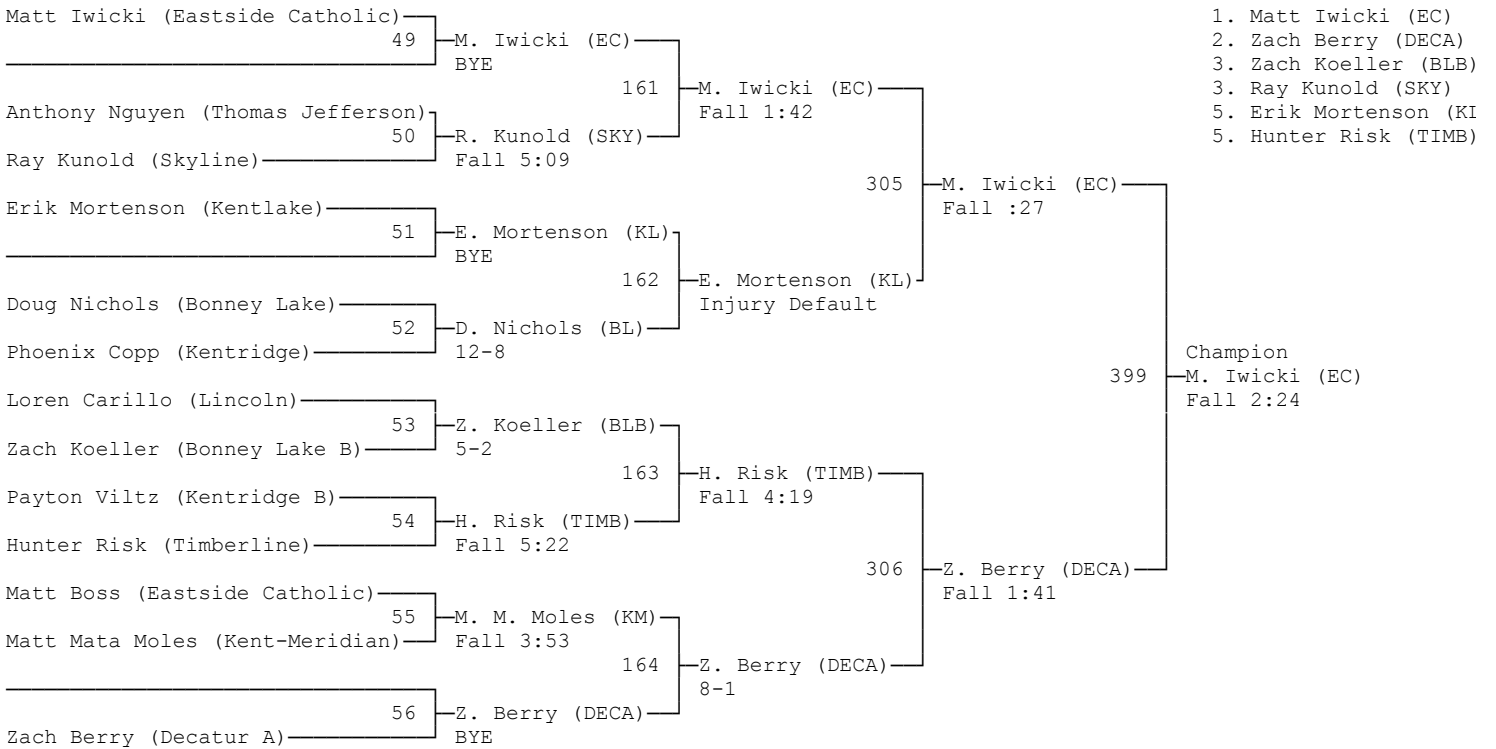 Matt Iwicki (Eastside Catholic)
49
M. Iwicki (EC)
BYE
161
M. Iwicki (EC)
Fall 1:42
Anthony Nguyen (Thomas Jefferson)
50
R. Kunold (SKY)
Ray Kunold (Skyline)
Fall 5:09
305
M. Iwicki (EC)
Fall :27
Erik Mortenson (Kentlake)
51
E. Mortenson (KL)
BYE
162
E. Mortenson (KL)
Injury Default
Doug Nichols (Bonney Lake)
52
D. Nichols (BL)
Phoenix Copp (Kentridge)
12-8
399
Champion
M. Iwicki (EC)
Fall 2:24
Loren Carillo (Lincoln)
53
Z. Koeller (BLB)
Zach Koeller (Bonney Lake B)
5-2
163
H. Risk (TIMB)
Fall 4:19
Payton Viltz (Kentridge B)
54
H. Risk (TIMB)
Hunter Risk (Timberline)
Fall 5:22
306
Z. Berry (DECA)
Fall 1:41
Matt Boss (Eastside Catholic)
55
M. M. Moles (KM)
Matt Mata Moles (Kent-Meridian)
Fall 3:53
164
Z. Berry (DECA)
8-1
56
Z. Berry (DECA)
Zach Berry (Decatur A)
BYE
1. Matt Iwicki (EC)
2. Zach Berry (DECA)
3. Zach Koeller (BLB)
3. Ray Kunold (SKY)
5. Erik Mortenson (KL
5. Hunter Risk (TIMB)